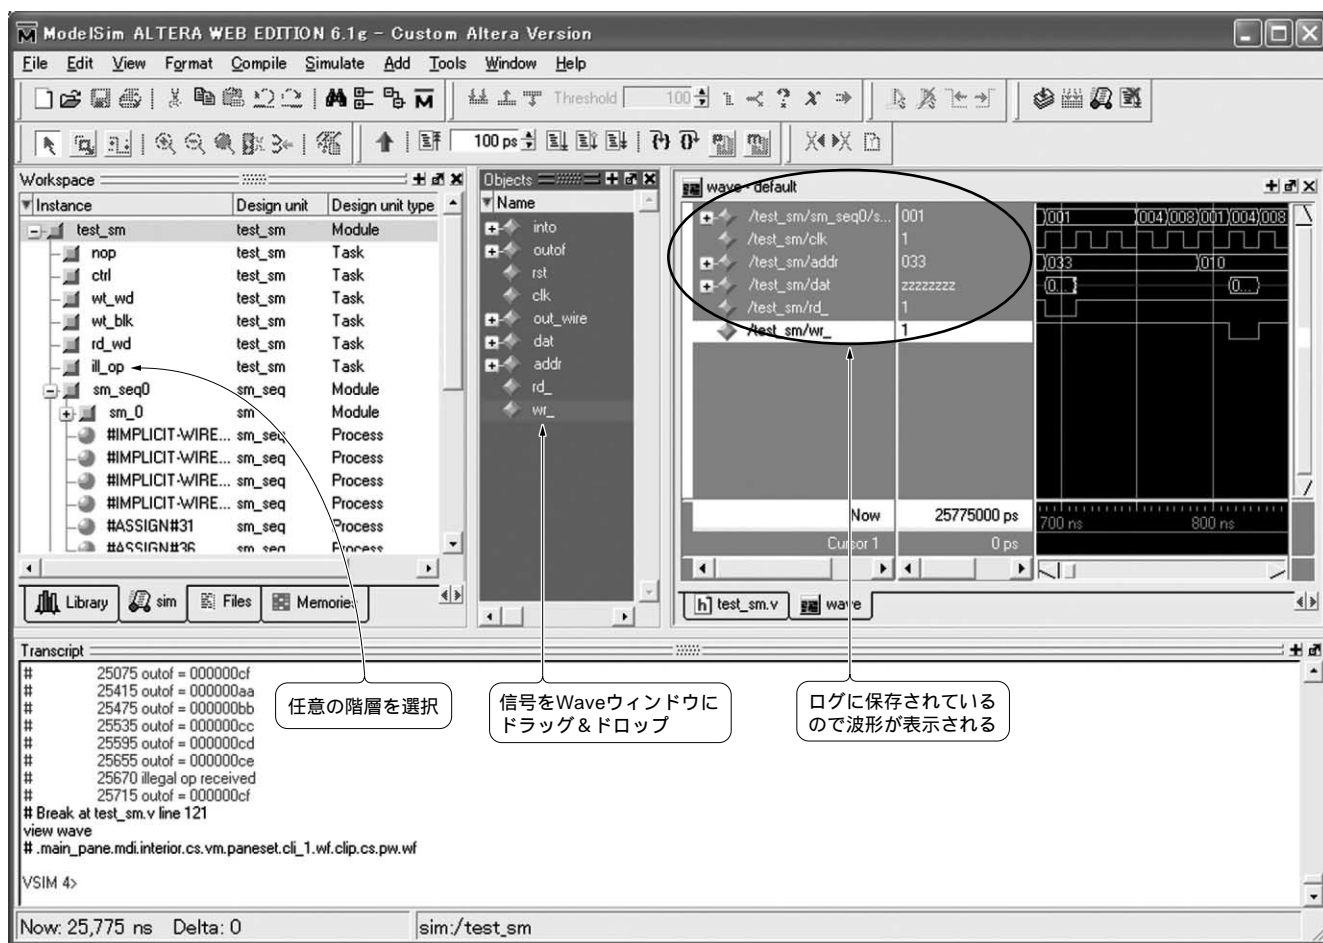 ModelSim ALTERA WEB EDITION 6.1g - Custom Altera Version
File Edit View Format Compile Simulate Add Tools Window Help
Threshold 100
100 ps
Workspace
Instance Design unit Design unit type
test_sm test_sm Module
nop test_sm Task
ctrl test_sm Task
wt_wd test_sm Task
wt_blk test_sm Task
rd_wd test_sm Task
ill_op test_sm Task
sm_seq0 sm_seq Module
sm_0 sm Module
#IMPLICIT-WIRE... sm_seq Process
#IMPLICIT-WIRE... sm_seq Process
#IMPLICIT-WIRE... sm_seq Process
#IMPLICIT-WIRE... sm_seq Process
#ASSIGN#31 sm_seq Process
#ASSIGN#36 sm_seq Process
Library sim Files Memories
Objects
Name
into
outof
rst
clk
out_wire
dat
addr
rd_
wr_
wave - default
/test_sm/sm_seq0/s... 001 001 004 008 001 004 008
/test_sm/clk 1
/test_sm/addr 033 033 010
/test_sm/dat zzzzzzzz (0... (0...
/test_sm/rd_ 1
/test_sm/wr_ 1
Now 25775000 ps 700 ns 800 ns
Cursor 1 0 ps
test_sm.v wave
Transcript
# 25075 outof = 000000cf
# 25415 outof = 000000aa
# 25475 outof = 000000bb
# 25535 outof = 000000cc
# 25595 outof = 000000cd
# 25655 outof = 000000ce
# 25670 illegal op received
# 25715 outof = 000000cf
# Break at test_sm.v line 121
view wave
# .main_pane.mdi.interior.cs.vm.paneset.cli_1.wf.clip.cs.pw.wf
VSIM 4>
任意の階層を選択
信号をWaveウィンドウに
ドラッグ&ドロップ
ログに保存されている
ので波形が表示される
Now: 25,775 ns Delta: 0 sim:/test_sm